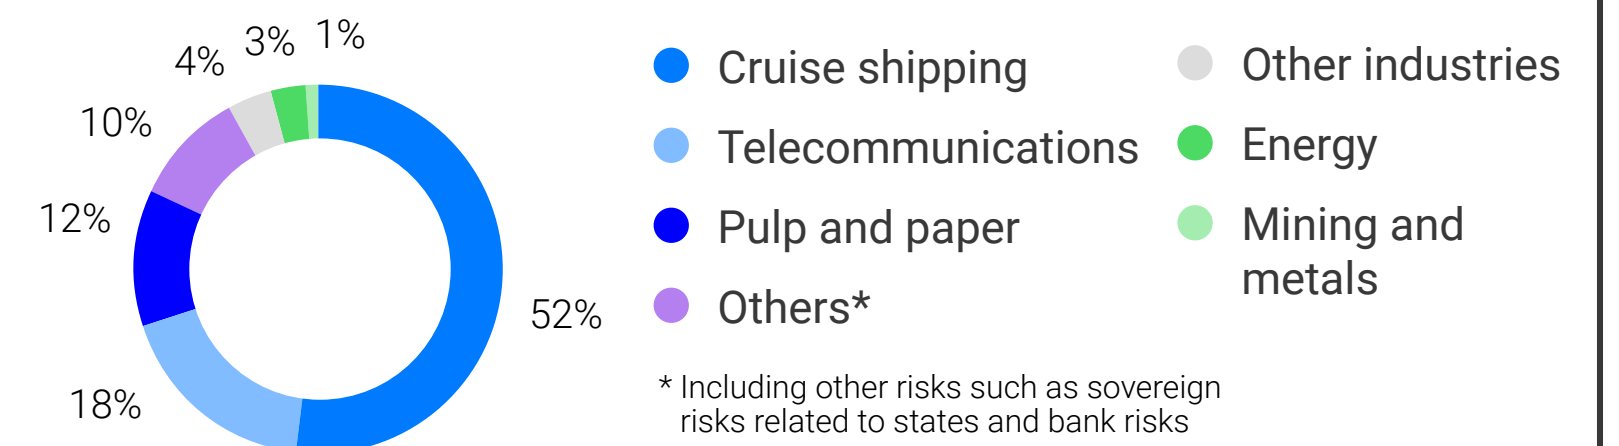 1%
3%
4%
10%
12%
18%
52%
Cruise shipping
Telecommunications
Pulp and paper
Others*
Other industries
Energy
Mining and
metals
* Including other risks such as sovereign
risks related to states and bank risks